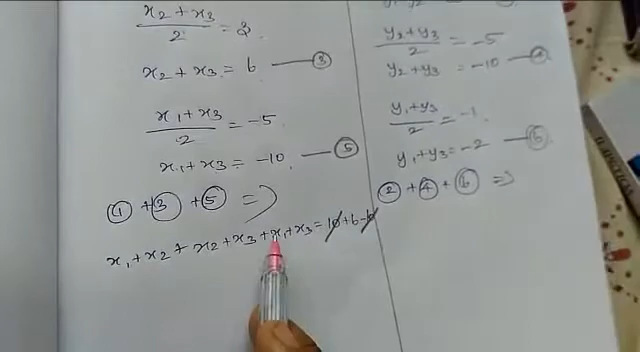 x₂ + x₃ / 2 = 3.
x₂ + x₃ = 6 —— ③
x₁ + x₃ / 2 = -5.
x₁ + x₃ = -10. —— ⑤
① + ③ + ⑤ =>
x₁ + x₂ + x₂ + x₃ + x₁ + x₃ = 10 + 6 - 10
y₂ + y₃ / 2 = -5
y₂ + y₃ = -10 —— ④
y₁ + y₃ / 2 = -1
y₁ + y₃ = -2 —— ⑥
② + ④ + ⑥ =>